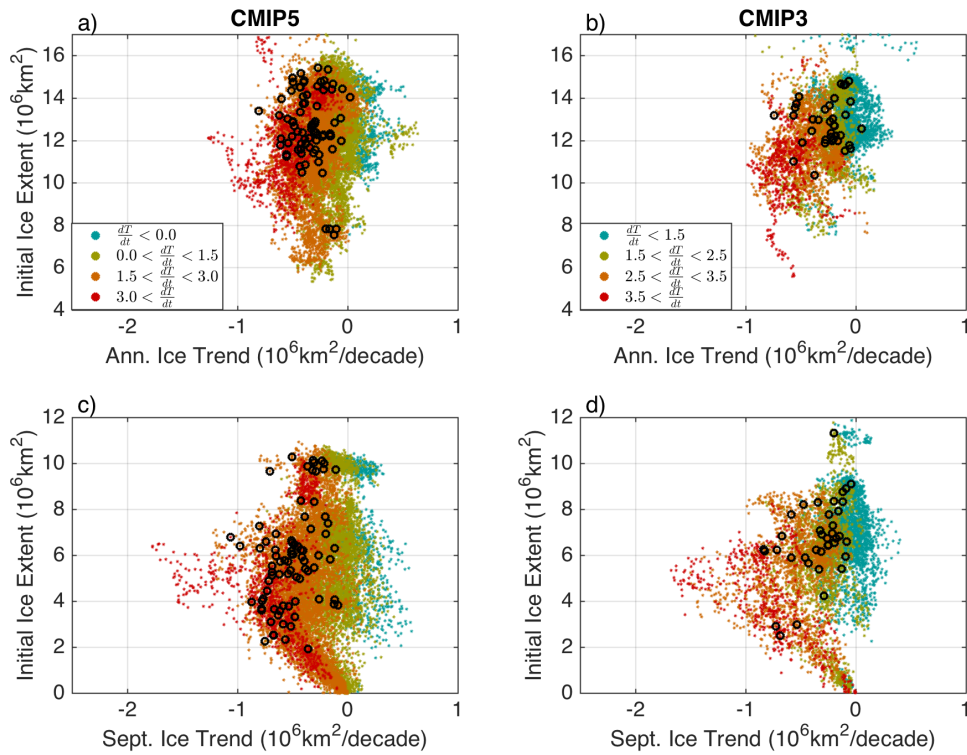 CMIP5
CMIP3
a)
b)
Initial Ice Extent (10⁶km²)
16
14
12
10
8
6
4
dT/dt < 0.0
0.0 < dT/dt < 1.5
1.5 < dT/dt < 3.0
3.0 < dT/dt
-2 -1 0 1
Ann. Ice Trend (10⁶km²/decade)
Initial Ice Extent (10⁶km²)
16
14
12
10
8
6
4
dT/dt < 1.5
1.5 < dT/dt < 2.5
2.5 < dT/dt < 3.5
3.5 < dT/dt
-2 -1 0 1
Ann. Ice Trend (10⁶km²/decade)
c)
Initial Ice Extent (10⁶km²)
12
10
8
6
4
2
0
-2 -1 0 1
Sept. Ice Trend (10⁶km²/decade)
d)
Initial Ice Extent (10⁶km²)
12
10
8
6
4
2
0
-2 -1 0 1
Sept. Ice Trend (10⁶km²/decade)